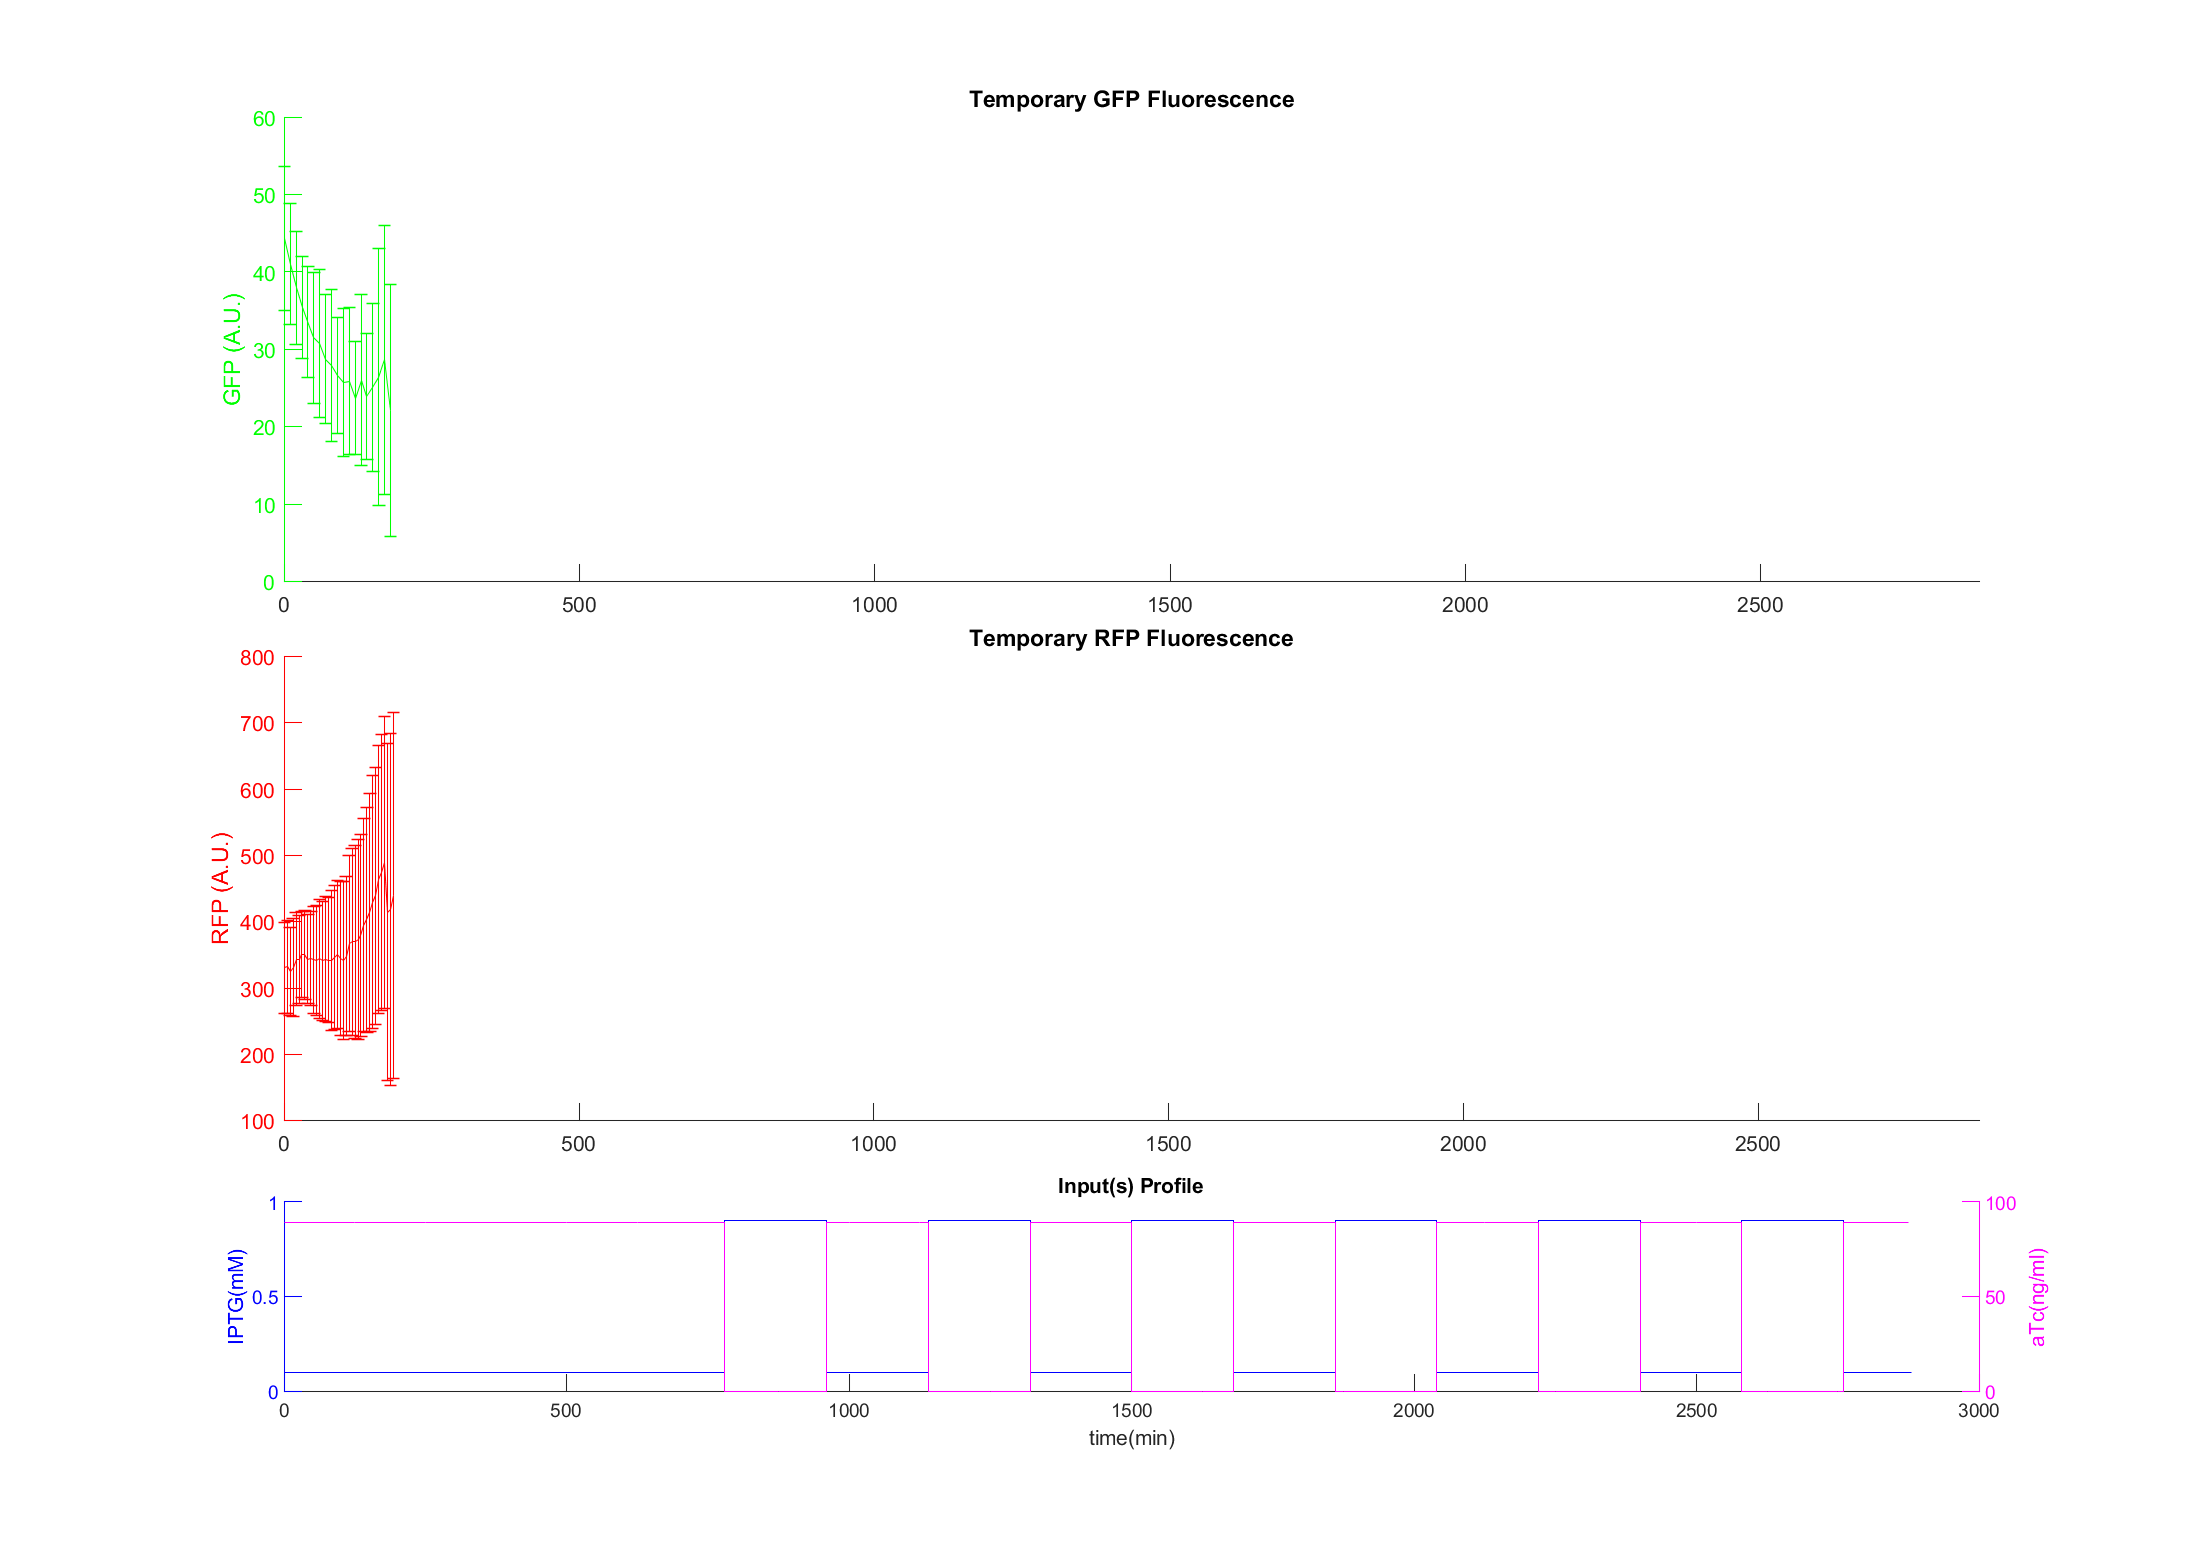 Temporary GFP Fluorescence
60
50
40
30
20
10
0
GFP (A.U.)
0 500 1000 1500 2000 2500
Temporary RFP Fluorescence
800
700
600
500
400
300
200
100
RFP (A.U.)
0 500 1000 1500 2000 2500
Input(s) Profile
1
0.5
0
IPTG(mM)
100
50
0
aTc(ng/ml)
0 500 1000 1500 2000 2500 3000
time(min)